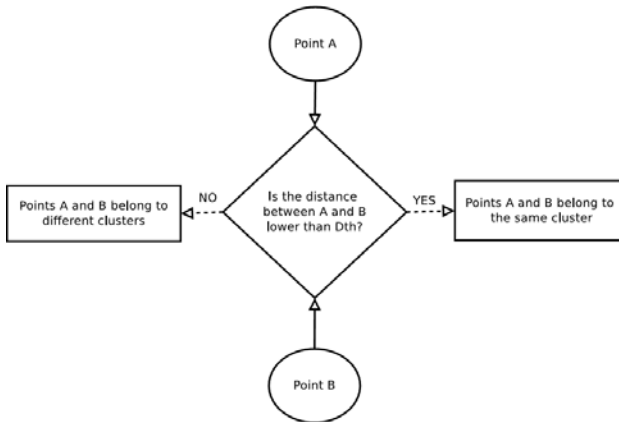 Point A
Points A and B belong to
different clusters
NO
Is the distance
between A and B
lower than Dth?
YES
Points A and B belong to
the same cluster
Point B